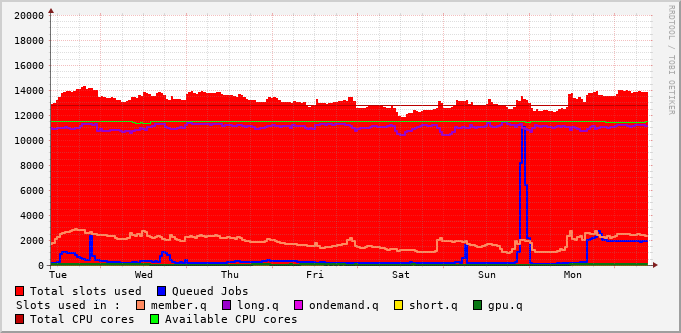 20000
18000
16000
14000
12000
10000
8000
6000
4000
2000
0
Tue Wed Thu Fri Sat Sun Mon
RRDTOOL / TOBI OETIKER
Total slots used Queued Jobs
Slots used in : member.q long.q ondemand.q short.q gpu.q
Total CPU cores Available CPU cores